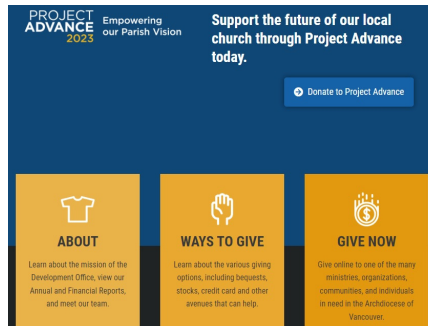 PROJECT
ADVANCE
2023
Empowering
our Parish Vision
Support the future of our local
church through Project Advance
today.
Donate to Project Advance
ABOUT
Learn about the mission of the
Development Office, view our
Annual and Financial Reports,
and meet our team.
WAYS TO GIVE
Learn about the various giving
options, including bequests,
stocks, credit card and other
avenues that can help.
GIVE NOW
Give online to one of the many
ministries, organizations,
communities, and individuals
in need in the Archdiocese of
Vancouver.